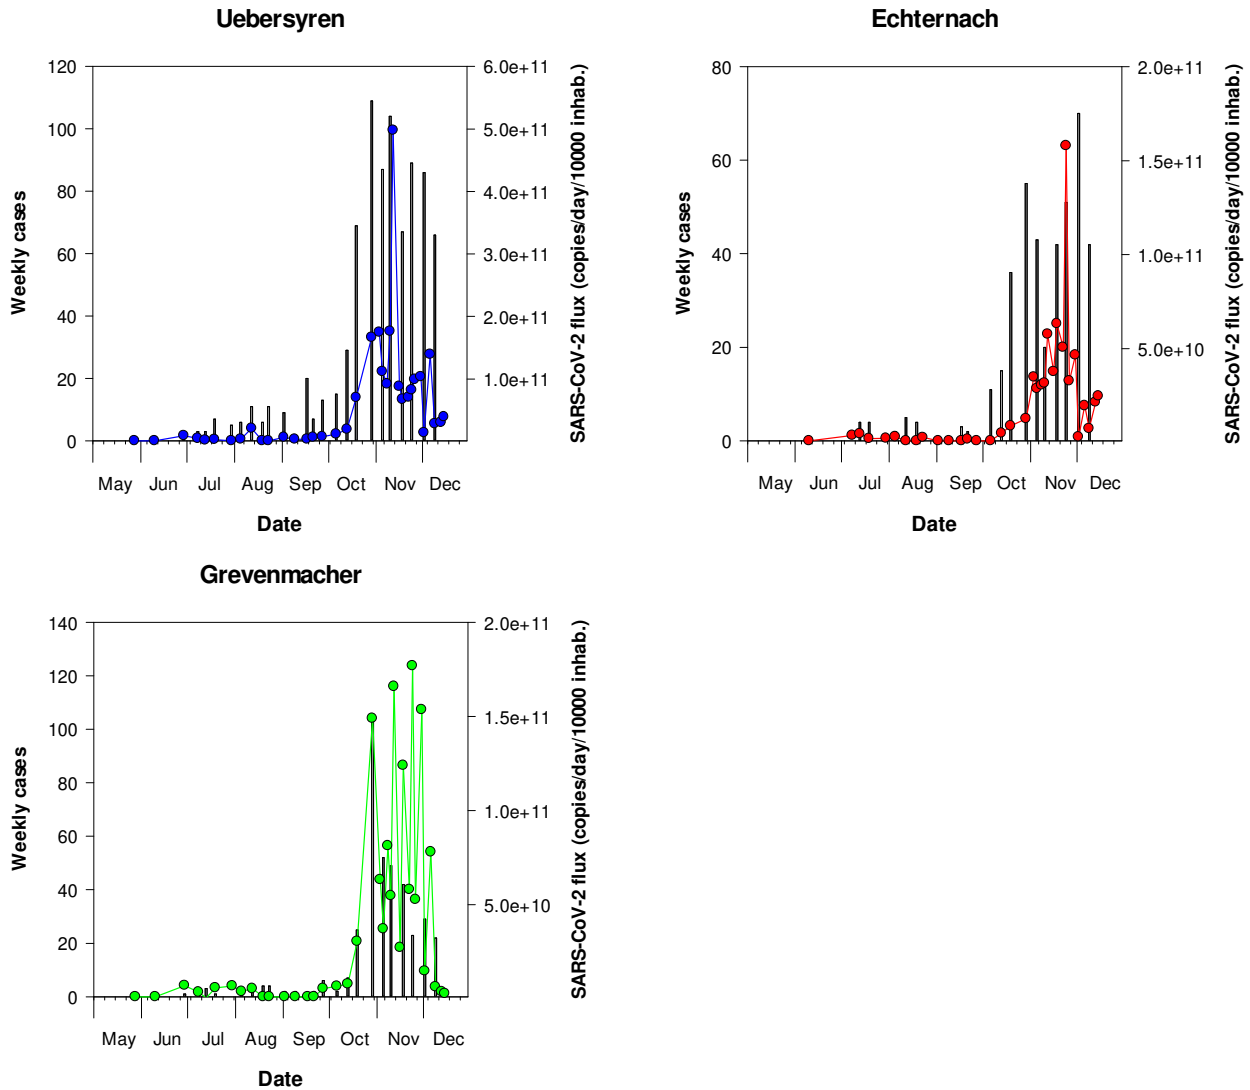 Uebersyren
120
100
80
60
40
20
0
Weekly cases
6.0e+11
5.0e+11
4.0e+11
3.0e+11
2.0e+11
1.0e+11
SARS-CoV-2 flux (copies/day/10000 inhab.)
May Jun Jul Aug Sep Oct Nov Dec
Date
Echternach
80
60
40
20
0
Weekly cases
2.0e+11
1.5e+11
1.0e+11
5.0e+10
SARS-CoV-2 flux (copies/day/10000 inhab.)
May Jun Jul Aug Sep Oct Nov Dec
Date
Grevenmacher
140
120
100
80
60
40
20
0
Weekly cases
2.0e+11
1.5e+11
1.0e+11
5.0e+10
SARS-CoV-2 flux (copies/day/10000 inhab.)
May Jun Jul Aug Sep Oct Nov Dec
Date